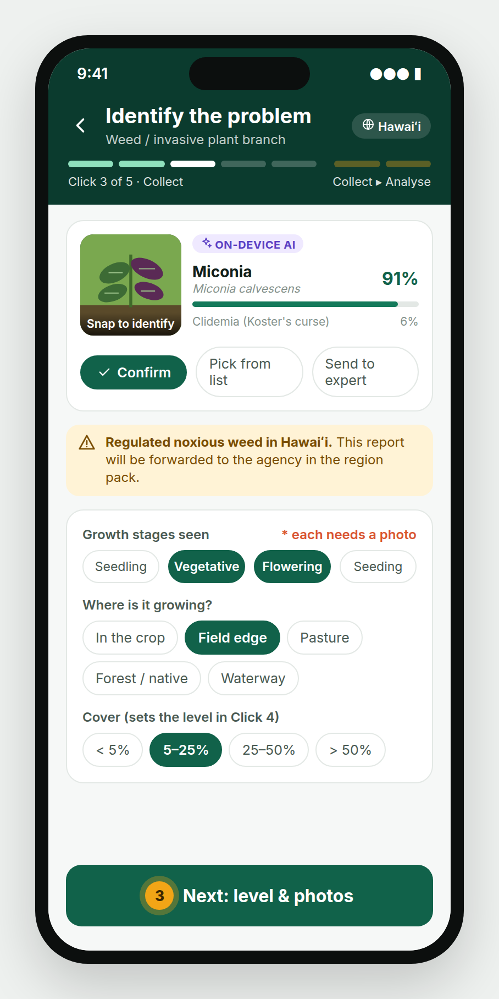 9:41
Identify the problem
Weed / invasive plant branch
Hawaiʻi
Click 3 of 5 · Collect
Collect ▸ Analyse
ON-DEVICE AI
Miconia
Miconia calvescens
91%
Clidemia (Koster's curse)
6%
Snap to identify
Confirm
Pick from
list
Send to
expert
Regulated noxious weed in Hawaiʻi. This report
will be forwarded to the agency in the region
pack.
Growth stages seen
* each needs a photo
Seedling
Vegetative
Flowering
Seeding
Where is it growing?
In the crop
Field edge
Pasture
Forest / native
Waterway
Cover (sets the level in Click 4)
< 5%
5–25%
25–50%
> 50%
3
Next: level & photos